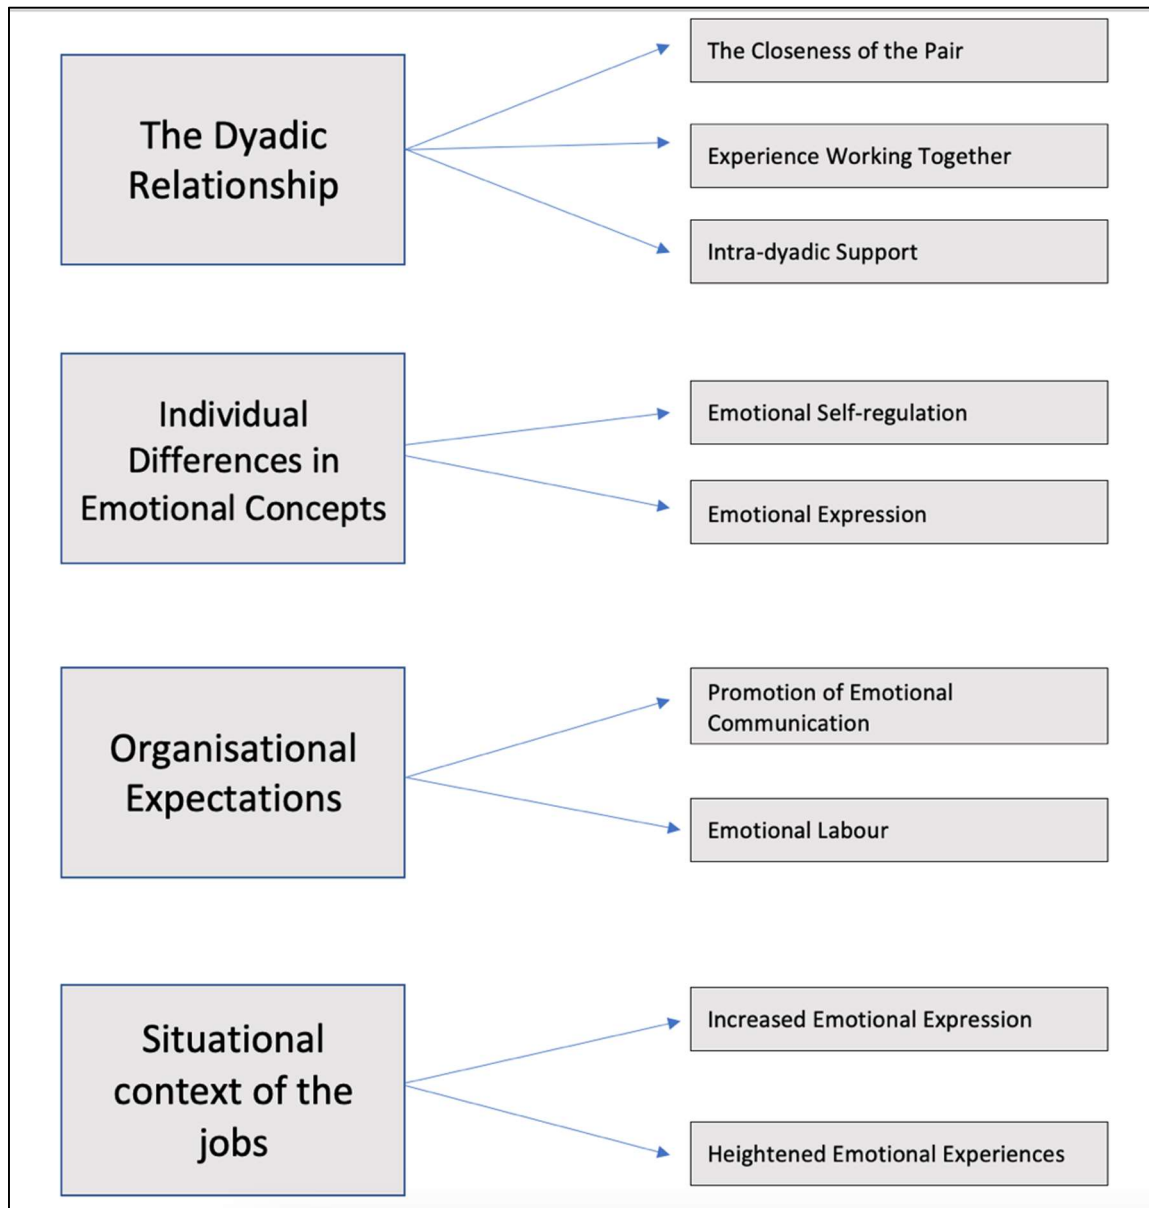 The Dyadic
Relationship
The Closeness of the Pair
Experience Working Together
Intra-dyadic Support
Individual
Differences in
Emotional Concepts
Emotional Self-regulation
Emotional Expression
Organisational
Expectations
Promotion of Emotional
Communication
Emotional Labour
Situational
context of the
jobs
Increased Emotional Expression
Heightened Emotional Experiences